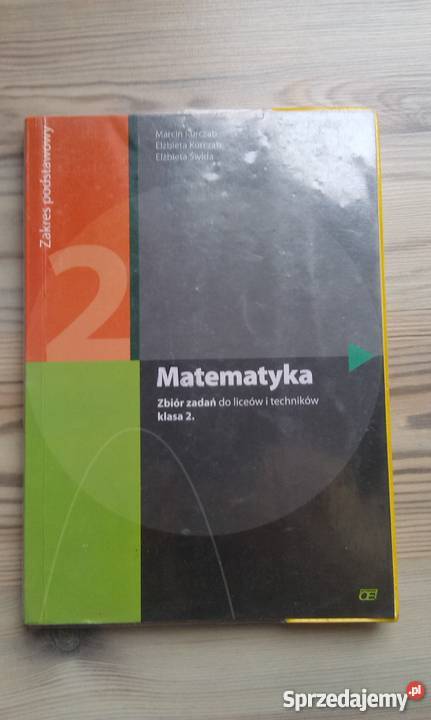 Marcin Kurczab
Elżbieta Kurczab
Elżbieta Świda
Zakres podstawowy
2
Matematyka
Zbiór zadań do liceów i techników
klasa 2.
OE
Sprzedajemy.pl